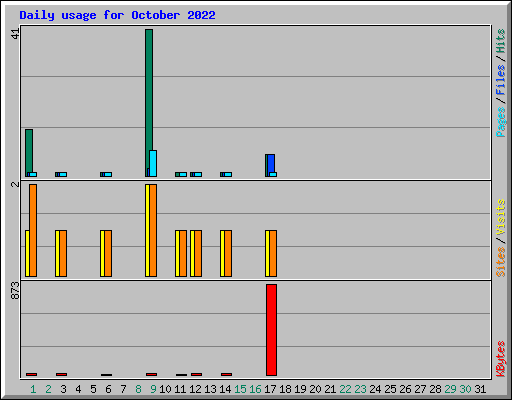 Daily usage for October 2022
41
2
873
Pages / Files / Hits
Sites / Visits
KBytes
1 2 3 4 5 6 7 8 9 10 11 12 13 14 15 16 17 18 19 20 21 22 23 24 25 26 27 28 29 30 31